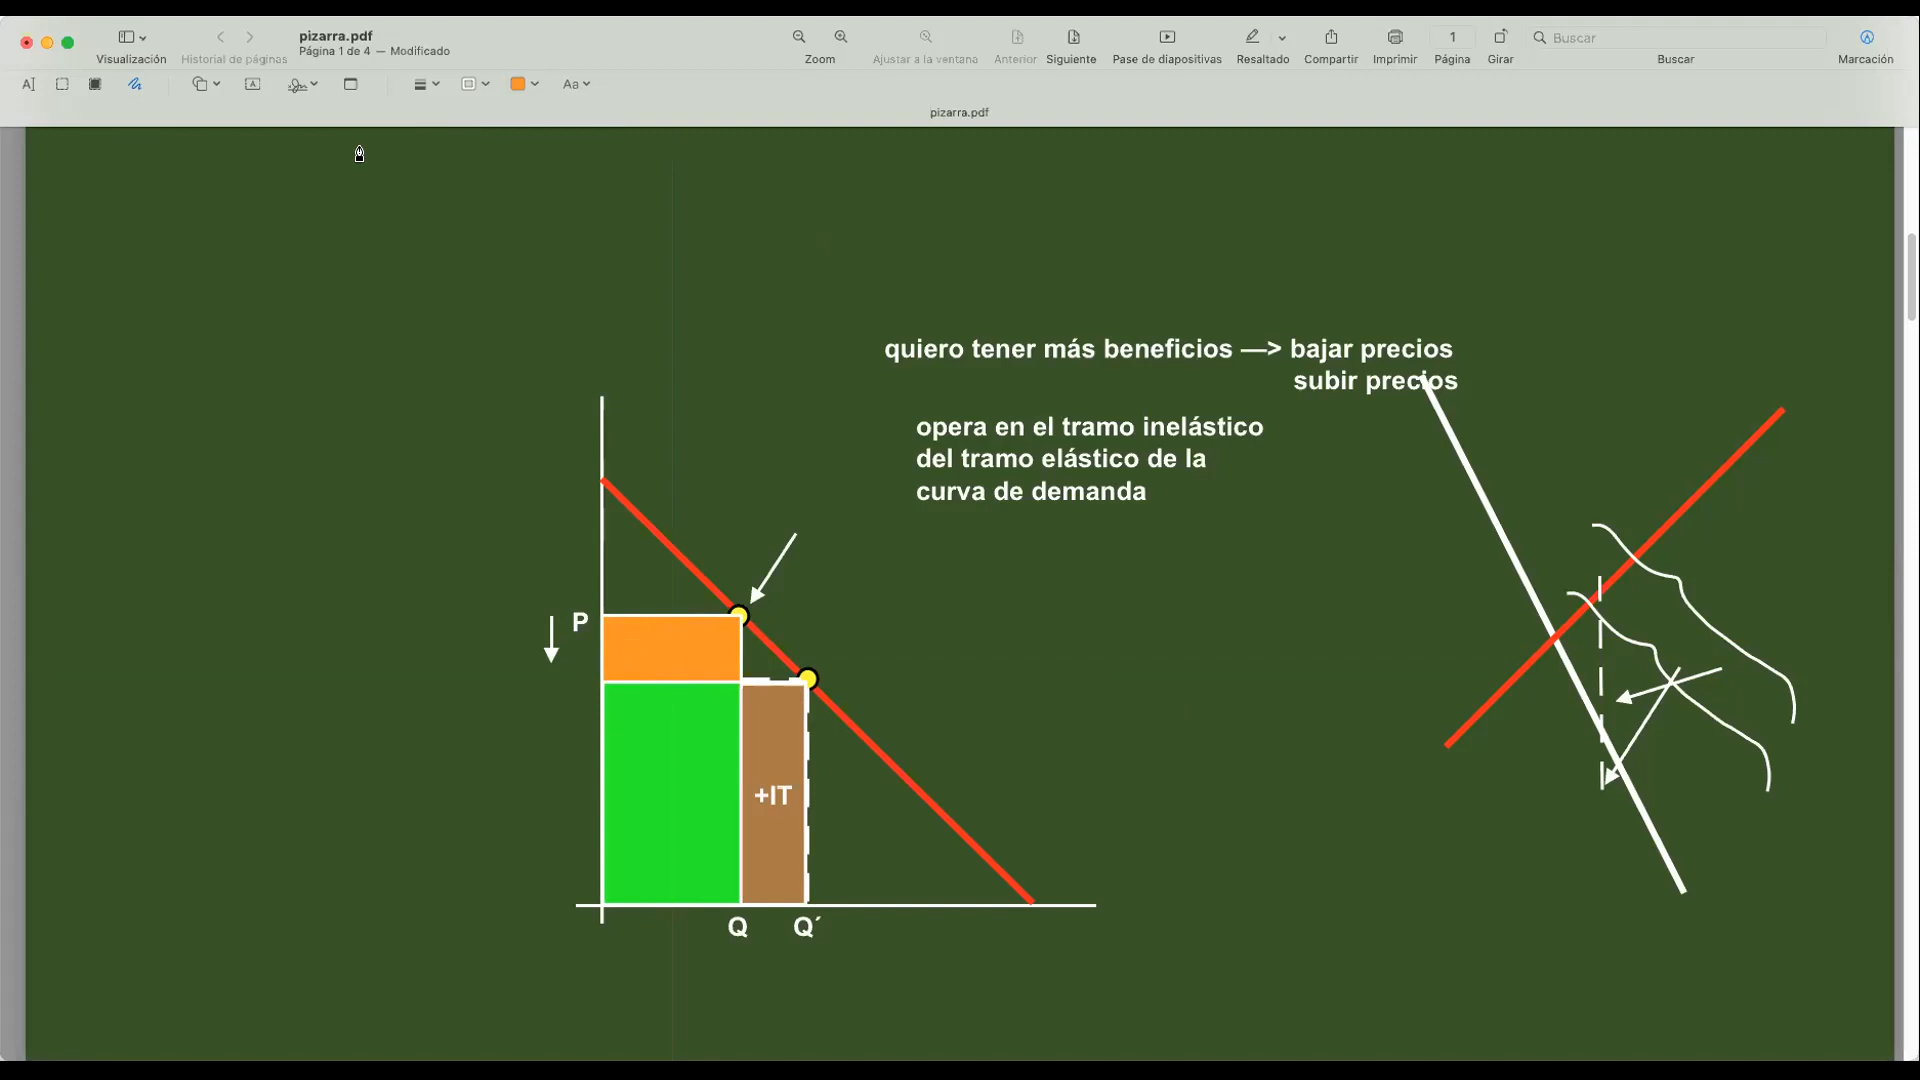 pizarra.pdf
Página 1 de 4 — Modificado
Visualización
Historial de páginas
Zoom
Ajustar a la ventana
Anterior
Siguiente
Pase de diapositivas
Resaltado
Compartir
Imprimir
1
Página
Girar
Buscar
Buscar
Marcación
A
Aa
pizarra.pdf
quiero tener más beneficios —> bajar precios
subir precios
opera en el tramo inelástico
del tramo elástico de la
curva de demanda
P
+IT
Q
Q´